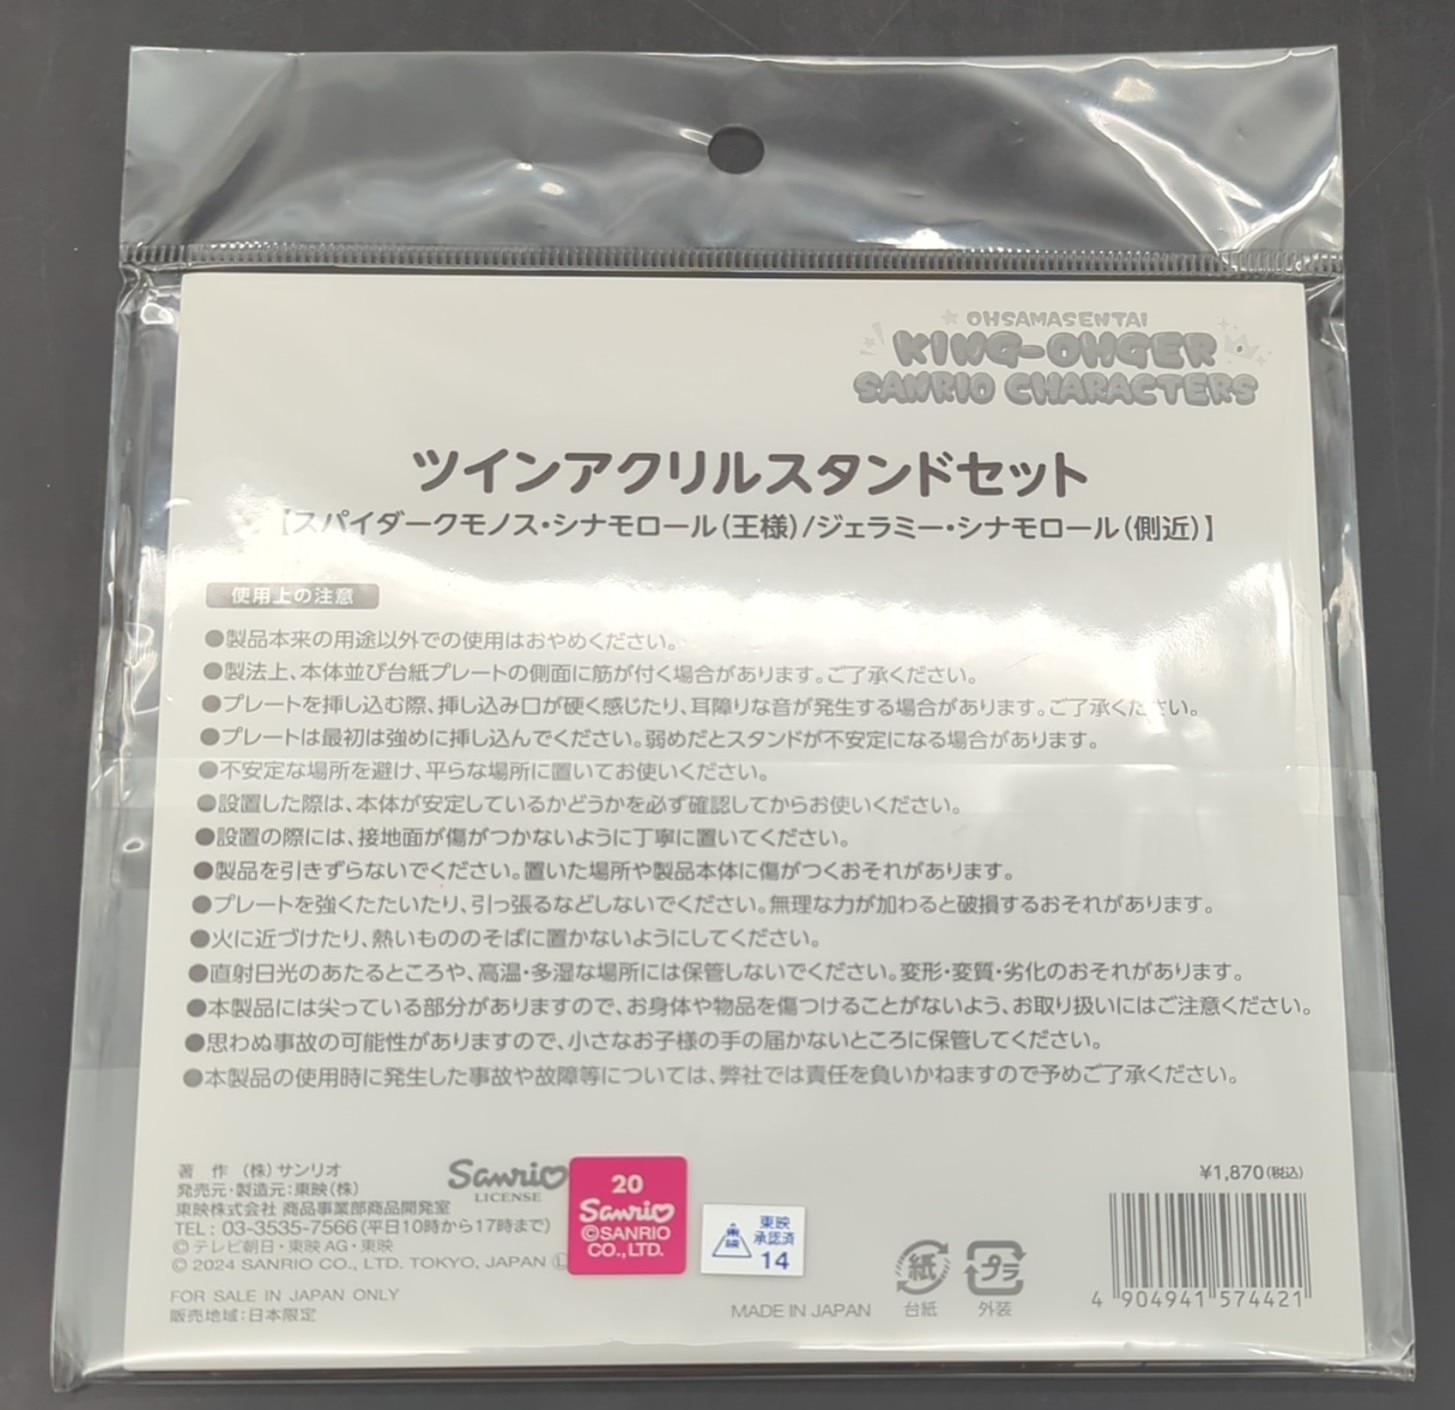 OHSAMASENTAI
KING-OHGER
SANRIO CHARACTERS
ツインアクリルスタンドセット
【スパイダークモノス・シナモロール(王様)/ジェラミー・シナモロール(側近)】
使用上の注意
●製品本来の用途以外での使用はおやめください。
●製法上、本体並び台紙プレートの側面に筋が付く場合があります。ご了承ください。
●プレートを挿し込む際、挿し込み口が硬く感じたり、耳障りな音が発生する場合があります。ご了承ください。
●プレートは最初は強めに挿し込んでください。弱めだとスタンドが不安定になる場合があります。
●不安定な場所を避け、平らな場所に置いてお使いください。
●設置した際は、本体が安定しているかどうかを必ず確認してからお使いください。
●設置の際には、接地面が傷がつかないように丁寧に置いてください。
●製品を引きずらないでください。置いた場所や製品本体に傷がつくおそれがあります。
●プレートを強くたたいたり、引っ張るなどしないでください。無理な力が加わると破損するおそれがあります。
●火に近づけたり、熱いもののそばに置かないようにしてください。
●直射日光のあたるところや、高温・多湿な場所には保管しないでください。変形・変質・劣化のおそれがあります。
●本製品には尖っている部分がありますので、お身体や物品を傷つけることがないよう、お取り扱いにはご注意ください。
●思わぬ事故の可能性がありますので、小さなお子様の手の届かないところに保管してください。
●本製品の使用時に発生した事故や故障等については、弊社では責任を負いかねますので予めご了承ください。
著 作 (株)サンリオ
発売元・製造元:東映(株)
東映株式会社 商品事業部商品開発室
TEL: 03-3535-7566(平日10時から17時まで)
©テレビ朝日・東映AG・東映
© 2024 SANRIO CO., LTD. TOKYO, JAPAN Ⓛ
FOR SALE IN JAPAN ONLY
販売地域:日本限定
Sanrio
LICENSE
20
Sanrio
©SANRIO
CO.,LTD.
東映
東映
承認済
14
MADE IN JAPAN
紙
台紙
プラ
外装
¥1,870(税込)
4 904941 574421